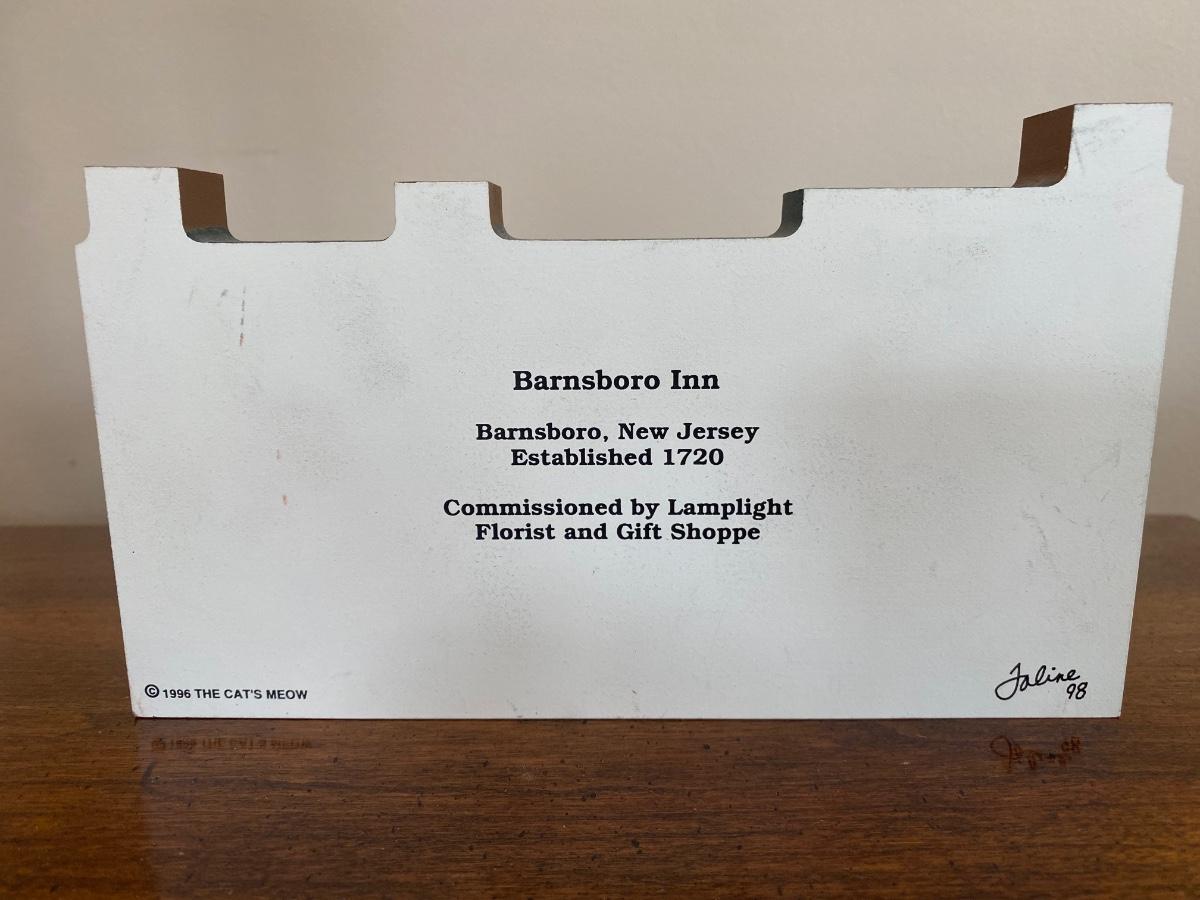 Barnsboro Inn
Barnsboro, New Jersey
Established 1720
Commissioned by Lamplight
Florist and Gift Shoppe
© 1996 THE CAT'S MEOW
Faline
98